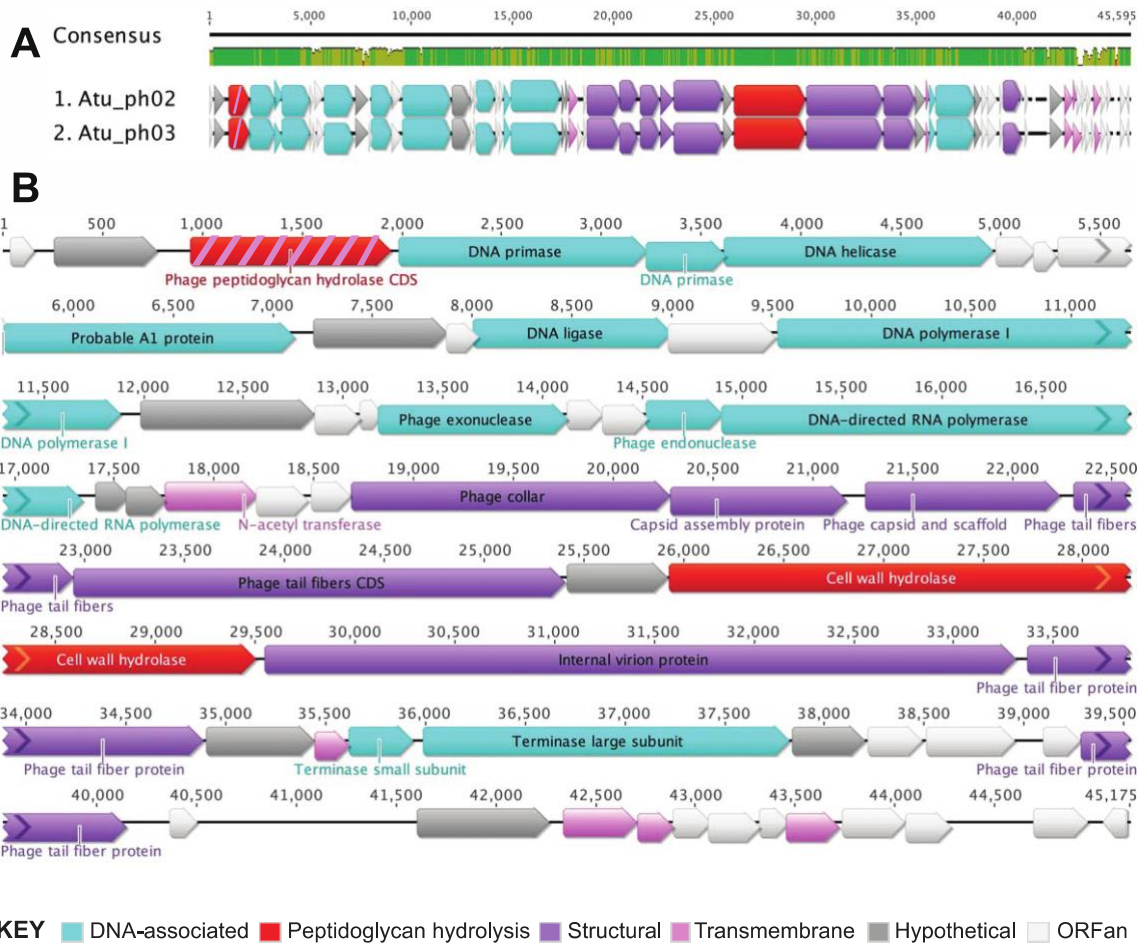 A
1 5,000 10,000 15,000 20,000 25,000 30,000 35,000 40,000 45,595
Consensus
1. Atu_ph02
2. Atu_ph03
B
1 500 1,000 1,500 2,000 2,500 3,000 3,500 4,000 4,500 5,000 5,500
DNA primase DNA helicase
Phage peptidoglycan hydrolase CDS DNA primase
6,000 6,500 7,000 7,500 8,000 8,500 9,000 9,500 10,000 10,500 11,000
Probable A1 protein DNA ligase DNA polymerase I
11,500 12,000 12,500 13,000 13,500 14,000 14,500 15,000 15,500 16,000 16,500
Phage exonuclease DNA-directed RNA polymerase
DNA polymerase I Phage endonuclease
17,000 17,500 18,000 18,500 19,000 19,500 20,000 20,500 21,000 21,500 22,000 22,500
Phage collar
DNA-directed RNA polymerase N-acetyl transferase Capsid assembly protein Phage capsid and scaffold Phage tail fibers
23,000 23,500 24,000 24,500 25,000 25,500 26,000 26,500 27,000 27,500 28,000
Phage tail fibers CDS Cell wall hydrolase
Phage tail fibers
28,500 29,000 29,500 30,000 30,500 31,000 31,500 32,000 32,500 33,000 33,500
Cell wall hydrolase Internal virion protein
Phage tail fiber protein
34,000 34,500 35,000 35,500 36,000 36,500 37,000 37,500 38,000 38,500 39,000 39,500
Terminase large subunit
Phage tail fiber protein Terminase small subunit Phage tail fiber protein
40,000 40,500 41,000 41,500 42,000 42,500 43,000 43,500 44,000 44,500 45,175
Phage tail fiber protein
KEY DNA-associated Peptidoglycan hydrolysis Structural Transmembrane Hypothetical ORFan